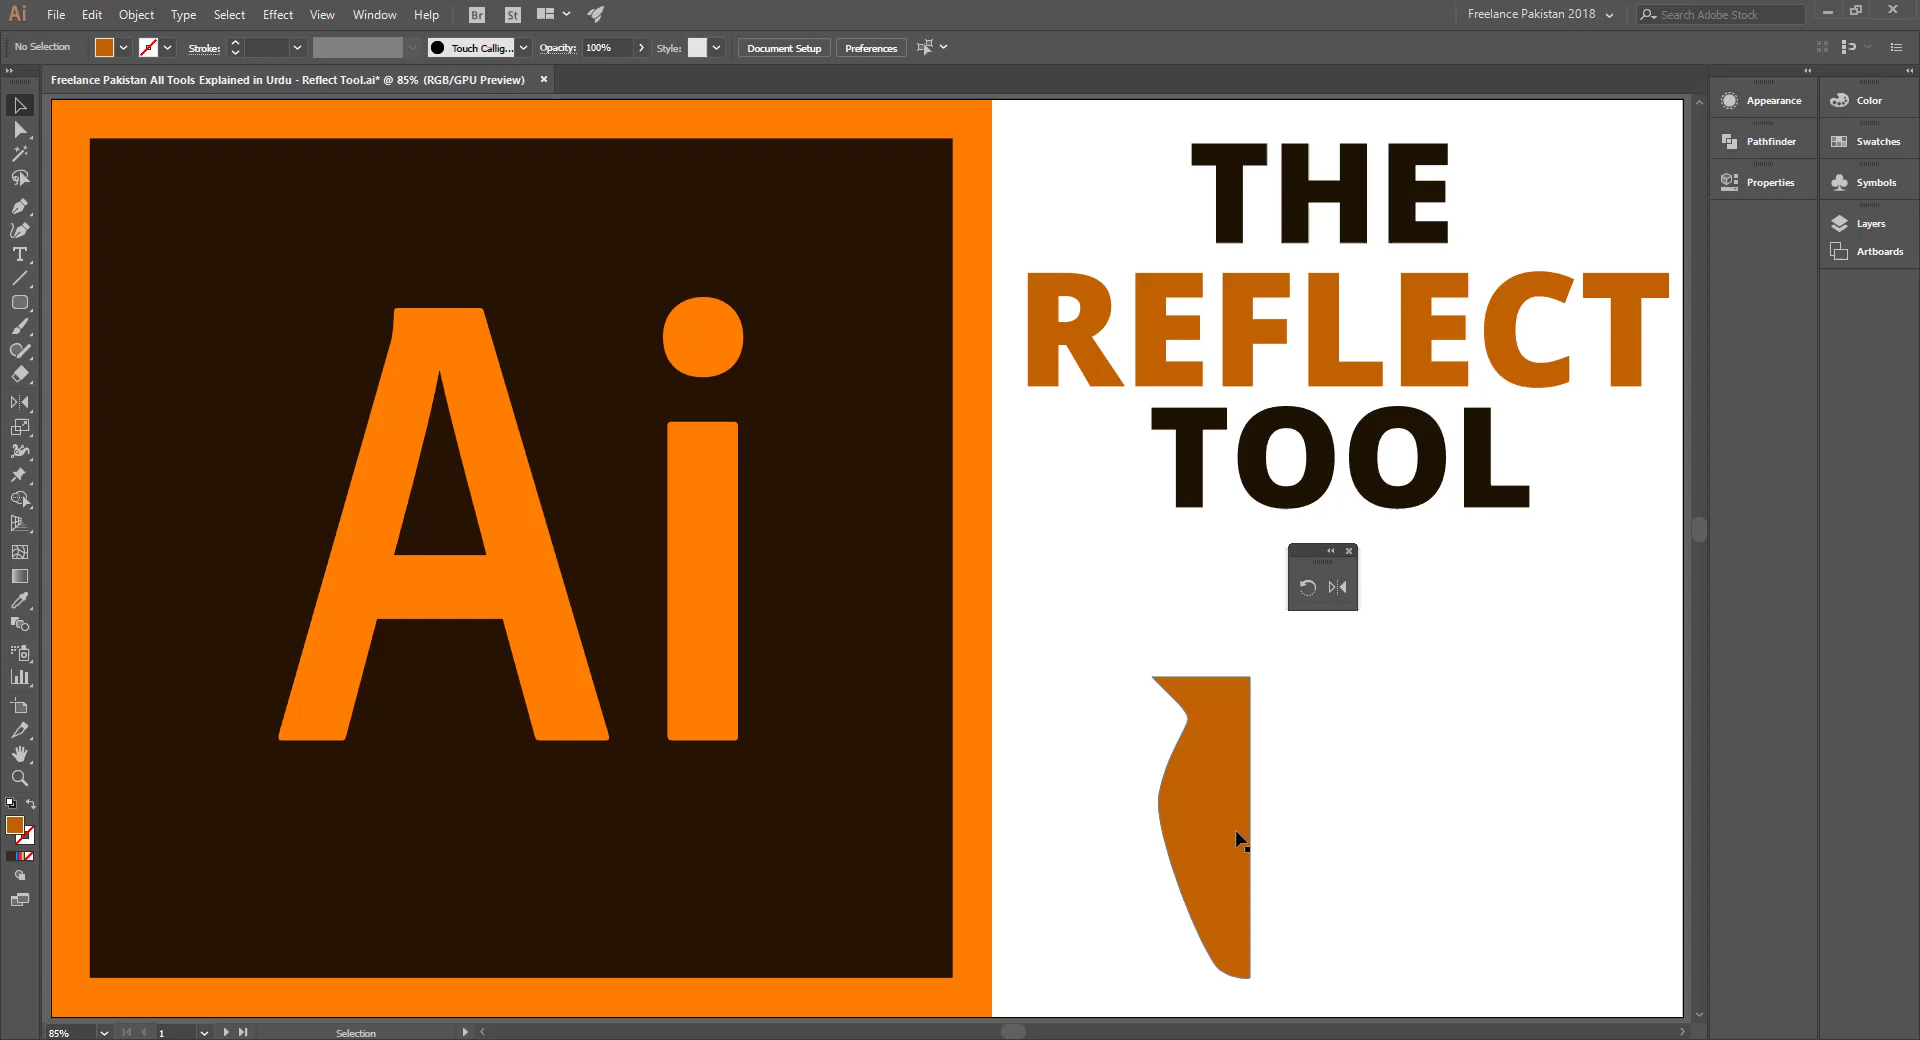 Ai File Edit Object Type Select Effect View Window Help Br St Freelance Pakistan 2018 Search Adobe Stock
No Selection Stroke: Touch Callig... Opacity: 100% Style: Document Setup Preferences
Freelance Pakistan All Tools Explained in Urdu - Reflect Tool.ai* @ 85% (RGB/GPU Preview)
Appearance Color
Pathfinder Swatches
Properties Symbols
Layers
Artboards
Ai
THE
REFLECT
TOOL
85% 1 Selection